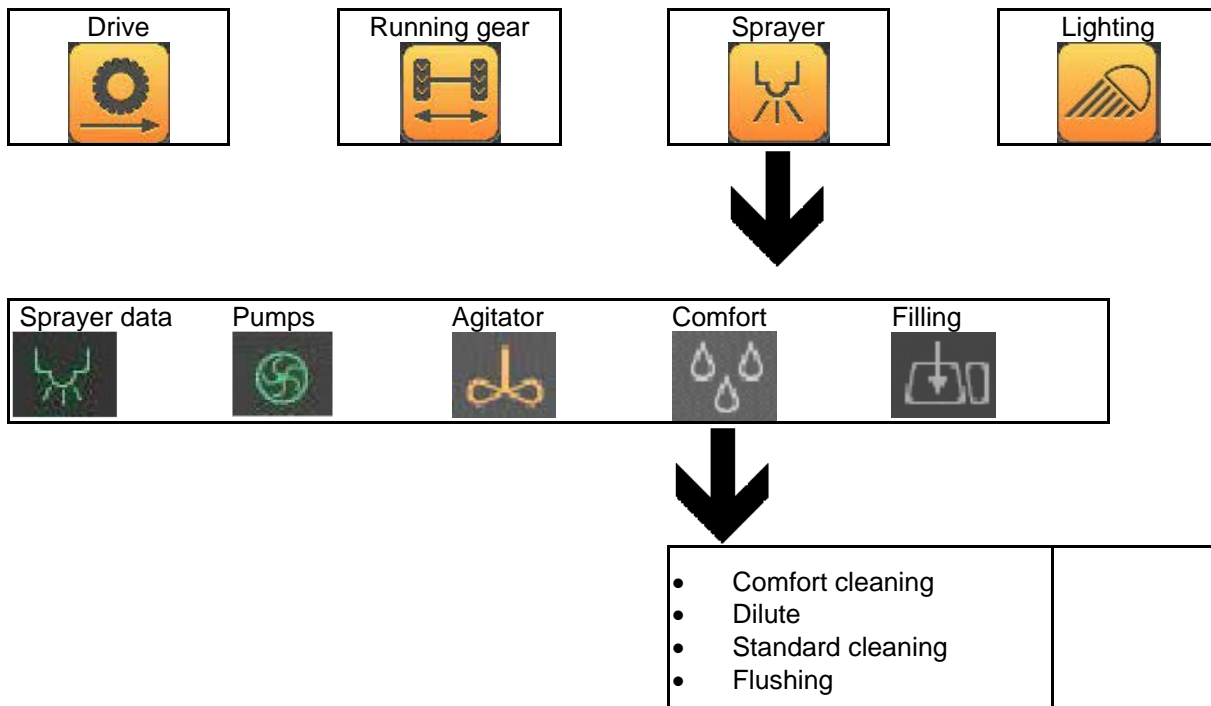 Drive Running gear Sprayer Lighting
Sprayer data Pumps Agitator Comfort Filling
• Comfort cleaning
• Dilute
• Standard cleaning
• Flushing